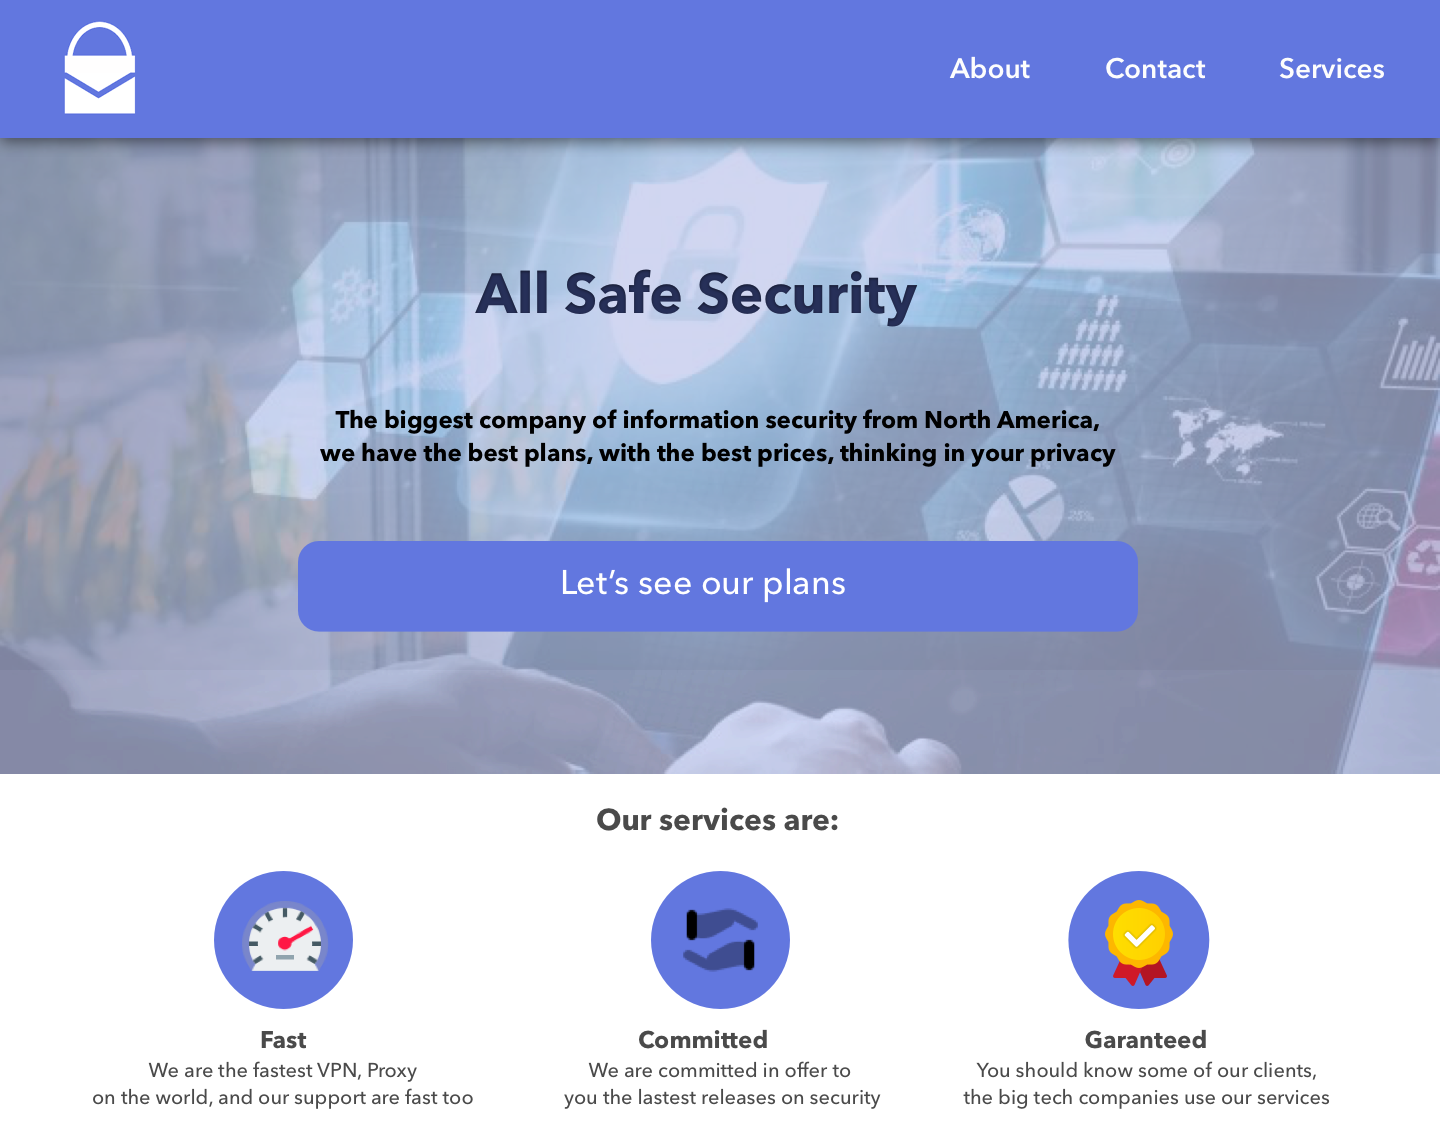 About Contact Services
All Safe Security
The biggest company of information security from North America,
we have the best plans, with the best prices, thinking in your privacy
25%
Let’s see our plans
Our services are:
Fast
We are the fastest VPN, Proxy
on the world, and our support are fast too
Committed
We are committed in offer to
you the lastest releases on security
Garanteed
You should know some of our clients,
the big tech companies use our services